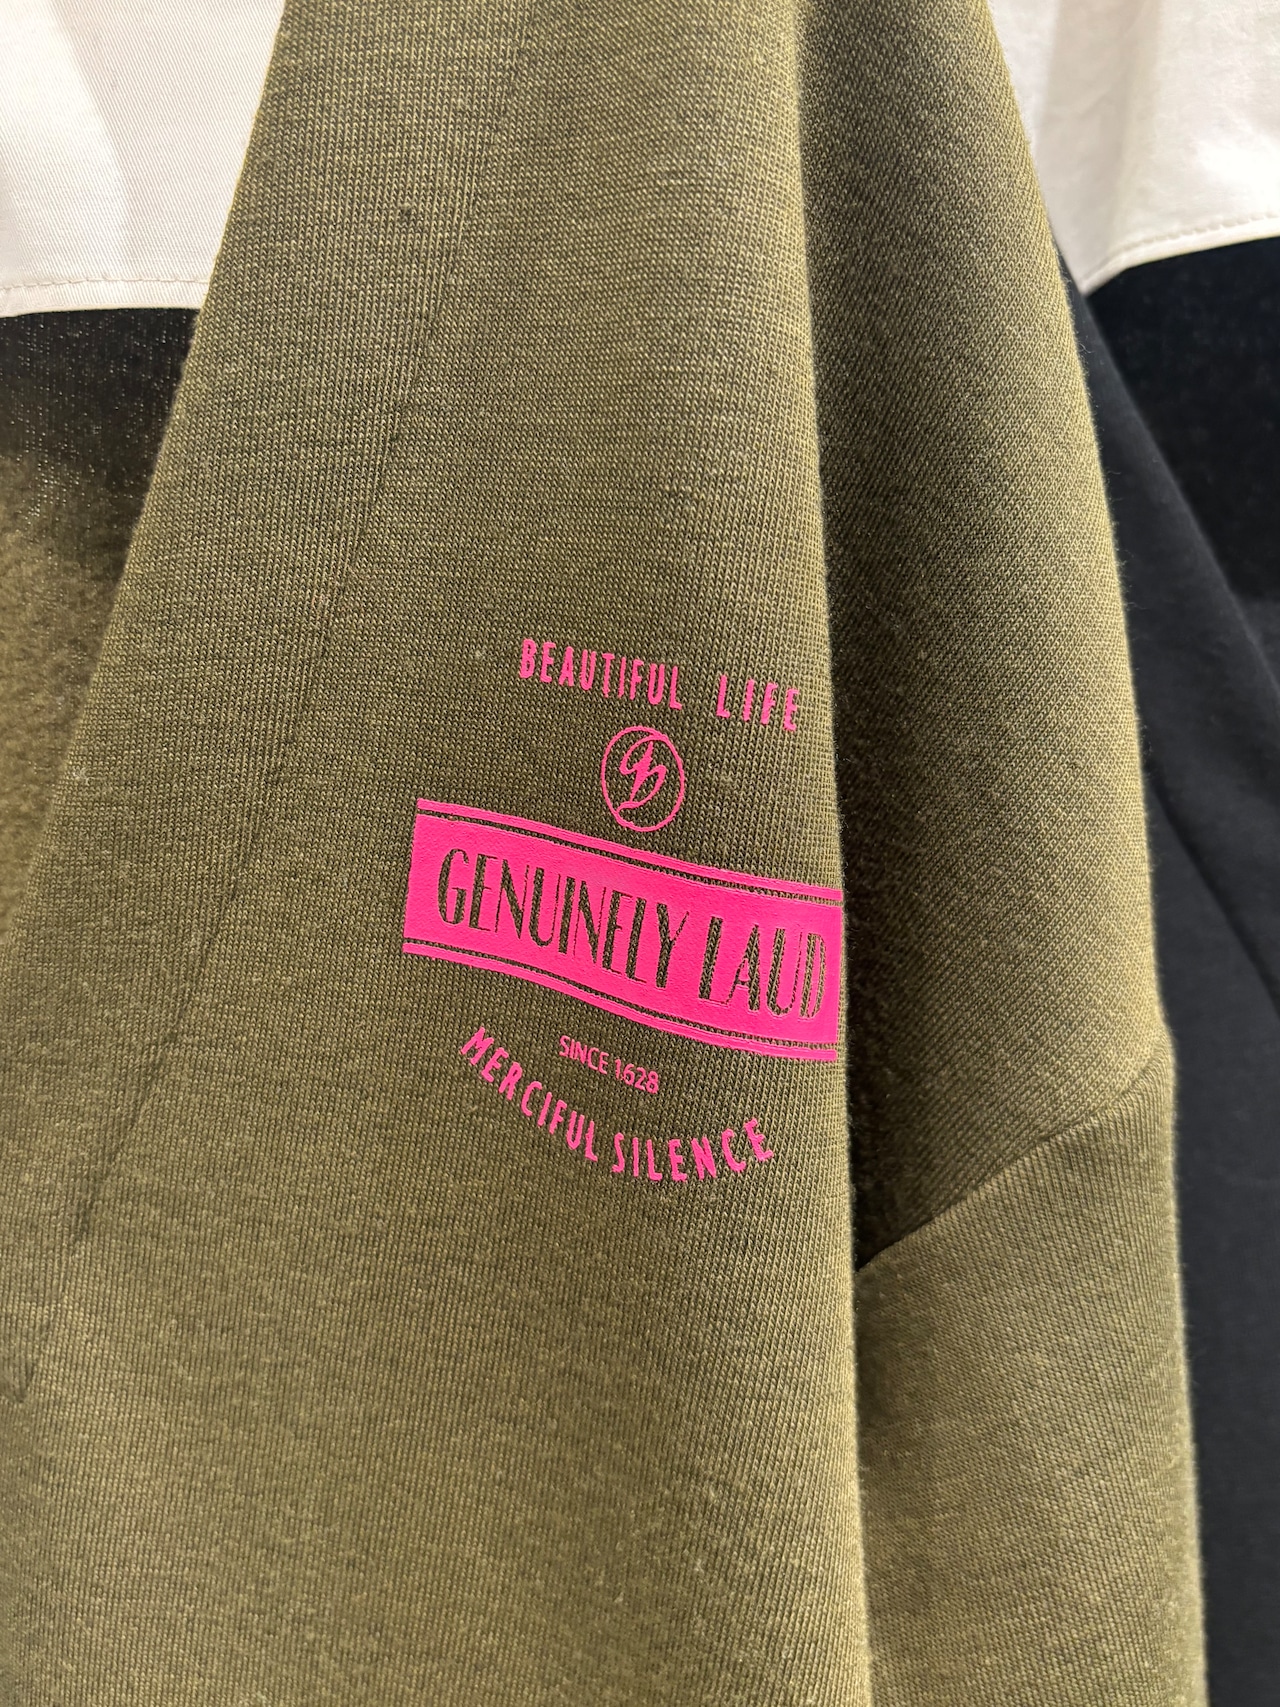 BEAUTIFUL LIFE
GENUINELY LAUD
SINCE 1628
MERCIFUL SILENCE